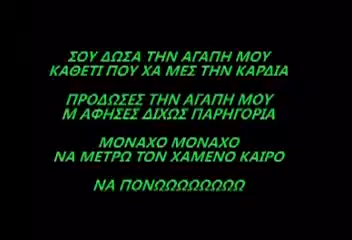 ΣΟΥ ΔΩΣΑ ΤΗΝ ΑΓΑΠΗ ΜΟΥ
ΚΑΘΕΤΙ ΠΟΥ ΧΑ ΜΕΣ ΤΗΝ ΚΑΡΔΙΑ
ΠΡΟΔΩΣΕΣ ΤΗΝ ΑΓΑΠΗ ΜΟΥ
Μ ΑΦΗΣΕΣ ΔΙΧΩΣ ΠΑΡΗΓΟΡΙΑ
ΜΟΝΑΧΟ ΜΟΝΑΧΟ
ΝΑ ΜΕΤΡΩ ΤΟΝ ΧΑΜΕΝΟ ΚΑΙΡΟ
ΝΑ ΠΟΝΩΩΩΩΩΩΩΩ